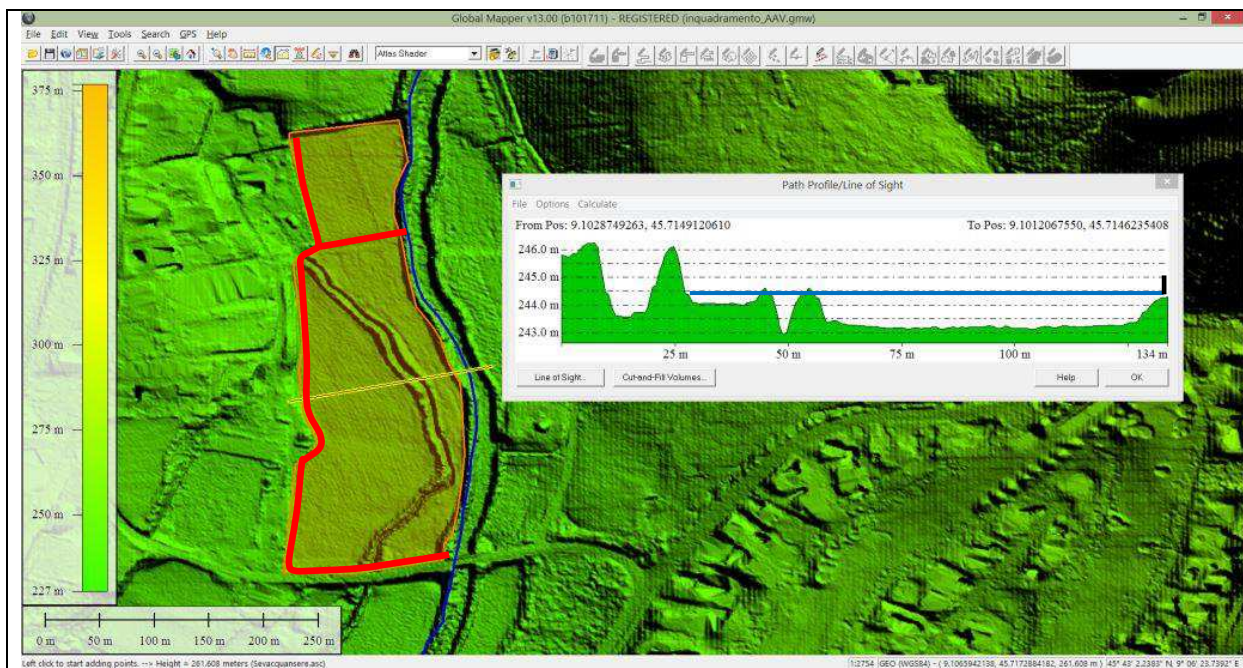 Global Mapper v13.00 (b101711) - REGISTERED (inquadramento_AAV.gmw)
File Edit View Tools Search GPS Help
Atlas Shader
375 m
350 m
325 m
300 m
275 m
250 m
227 m
0 m 50 m 100 m 150 m 200 m 250 m
Path Profile/Line of Sight
File Options Calculate
From Pos: 9.1028749263, 45.7149120610 To Pos: 9.1012067550, 45.7146235408
246.0 m
245.0 m
244.0 m
243.0 m
25 m 50 m 75 m 100 m 134 m
Line of Sight... Cut-and-Fill Volumes... Help OK
Left click to start adding points. --> Height = 261.608 meters (Sevacquansere.asc) 1:2754 GEO (WGS84) - ( 9.1065942138, 45.7172884162, 261.608 m ) 45° 43' 2.2383" N, 9° 06' 23.7392" E